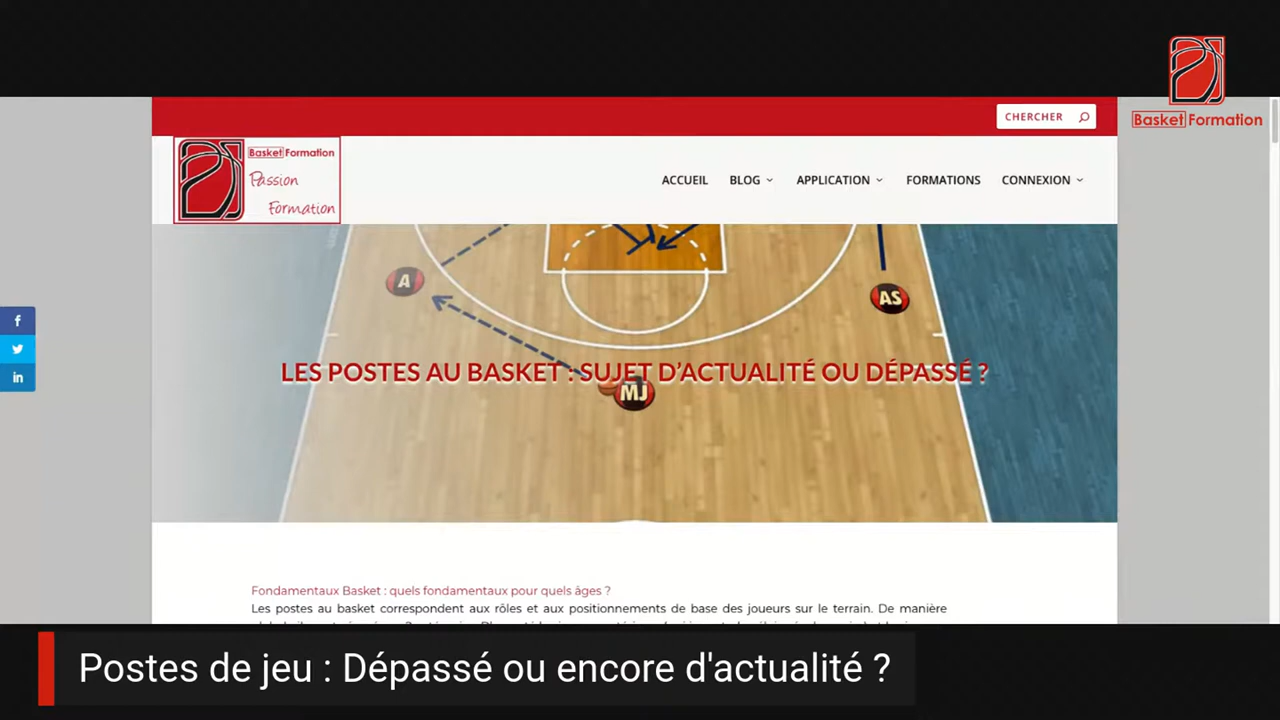 Basket Formation
CHERCHER
Basket Formation
Passion
Formation
ACCUEIL BLOG APPLICATION FORMATIONS CONNEXION
A
AS
LES POSTES AU BASKET : SUJET D'ACTUALITÉ OU DÉPASSÉ ?
MJ
f
in
Fondamentaux Basket : quels fondamentaux pour quels âges ?
Les postes au basket correspondent aux rôles et aux positionnements de base des joueurs sur le terrain. De manière
Postes de jeu : Dépassé ou encore d'actualité ?